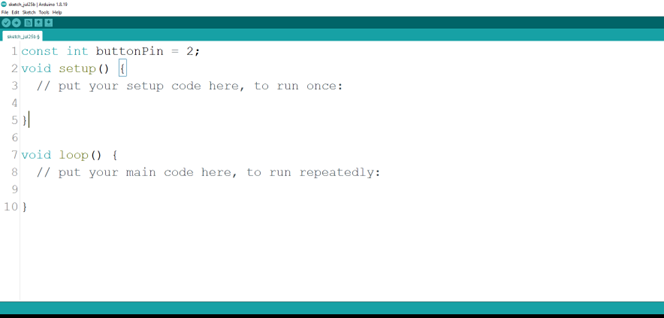 sketch_jul25b | Arduino 1.8.19
File Edit Sketch Tools Help
sketch_jul25b §
1 const int buttonPin = 2;
2 void setup() {
3   // put your setup code here, to run once:
4
5 }
6
7 void loop() {
8   // put your main code here, to run repeatedly:
9
10 }